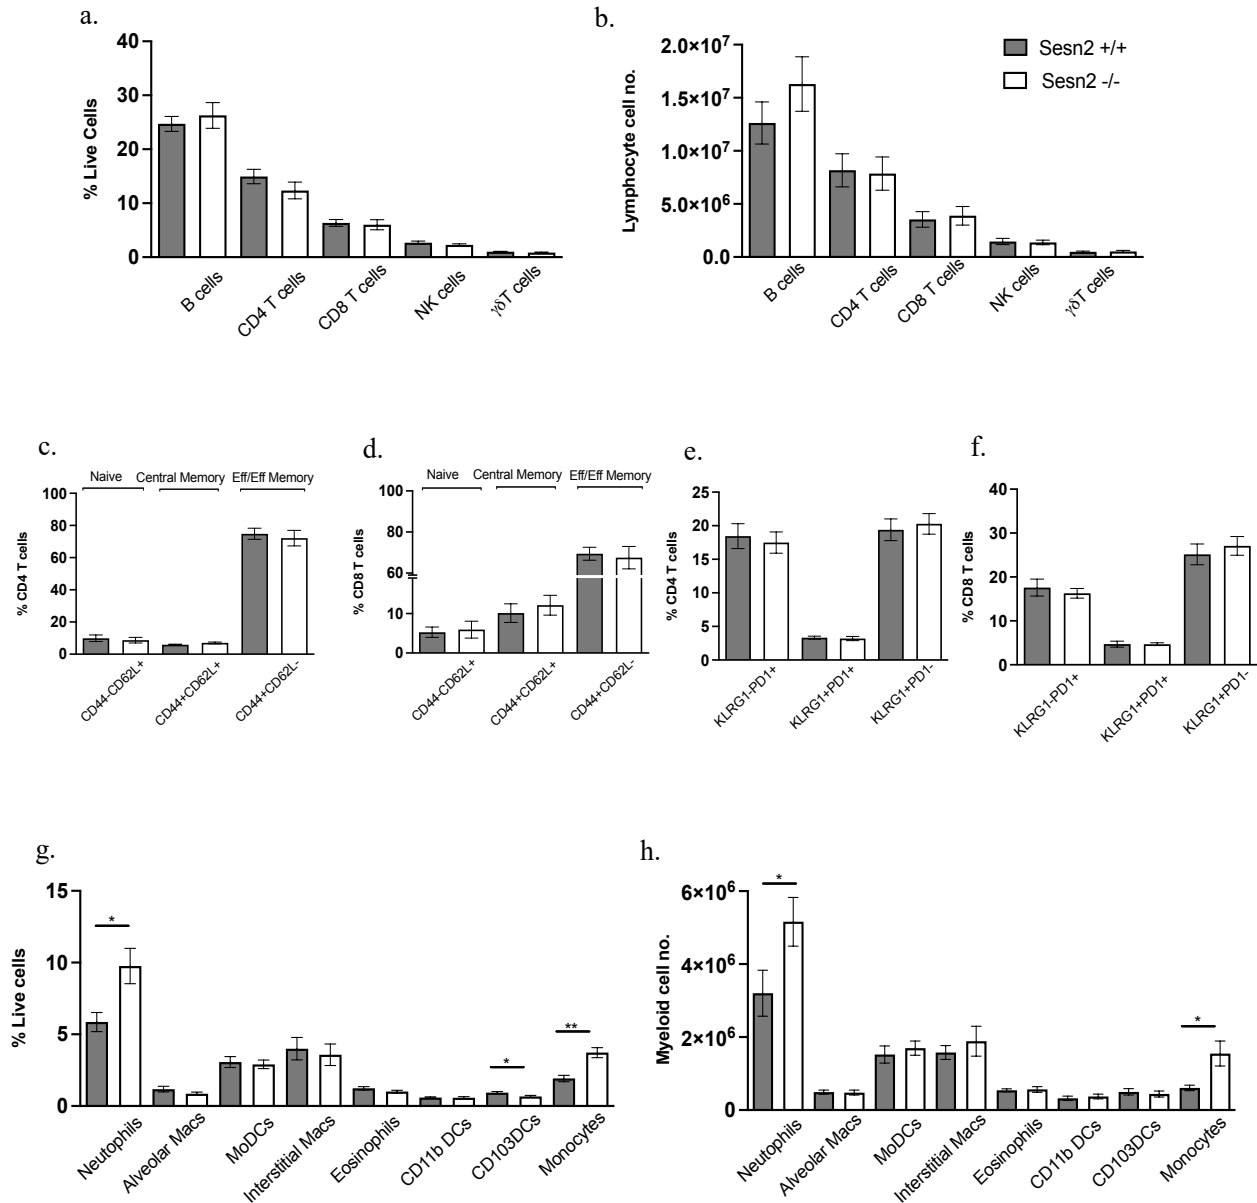 a.
% Live Cells
40
30
20
10
0
B cells
CD4 T cells
CD8 T cells
NK cells
γδT cells
b.
Lymphocyte cell no.
2.0×10⁷
1.5×10⁷
1.0×10⁷
5.0×10⁶
0.0
B cells
CD4 T cells
CD8 T cells
NK cells
γδT cells
Sesn2 +/+
Sesn2 -/-
c.
Naive
Central Memory
Eff/Eff Memory
% CD4 T cells
100
80
60
40
20
0
CD44-CD62L+
CD44+CD62L+
CD44+CD62L-
d.
Naive
Central Memory
Eff/Eff Memory
% CD8 T cells
100
80
60
10
0
CD44-CD62L+
CD44+CD62L+
CD44+CD62L-
e.
% CD4 T cells
25
20
15
10
5
0
KLRG1-PD1+
KLRG1+PD1+
KLRG1+PD1-
f.
% CD8 T cells
40
30
20
10
0
KLRG1-PD1+
KLRG1+PD1+
KLRG1+PD1-
g.
% Live cells
15
10
5
0
*
*
**
Neutophils
Alveolar Macs
MoDCs
Interstitial Macs
Eosinophils
CD11b DCs
CD103DCs
Monocytes
h.
Myeloid cell no.
6×10⁶
4×10⁶
2×10⁶
0
*
*
Neutophils
Alveolar Macs
MoDCs
Interstitial Macs
Eosinophils
CD11b DCs
CD103DCs
Monocytes